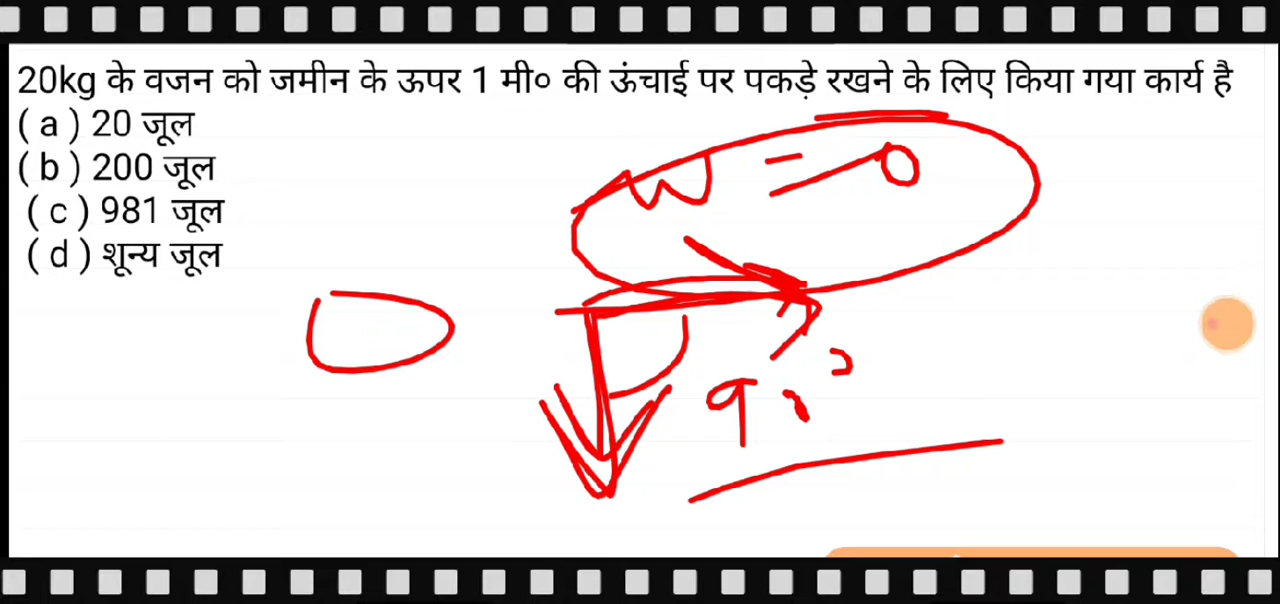 20kg के वजन को जमीन के ऊपर 1 मी० की ऊंचाई पर पकड़े रखने के लिए किया गया कार्य है
( a ) 20 जूल
( b ) 200 जूल
( c ) 981 जूल
( d ) शून्य जूल
W = 0